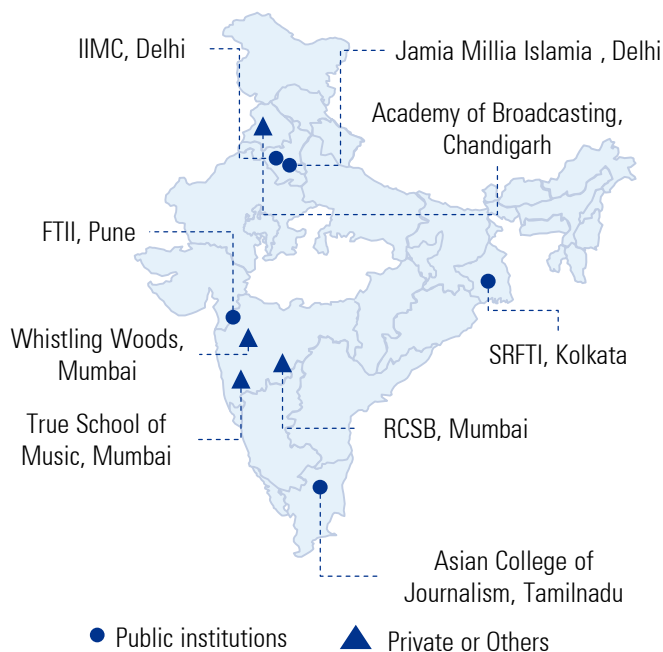 IIMC, Delhi
Jamia Millia Islamia , Delhi
Academy of Broadcasting,
Chandigarh
FTII, Pune
Whistling Woods,
Mumbai
SRFTI, Kolkata
True School of
Music, Mumbai
RCSB, Mumbai
Asian College of
Journalism, Tamilnadu
Public institutions
Private or Others